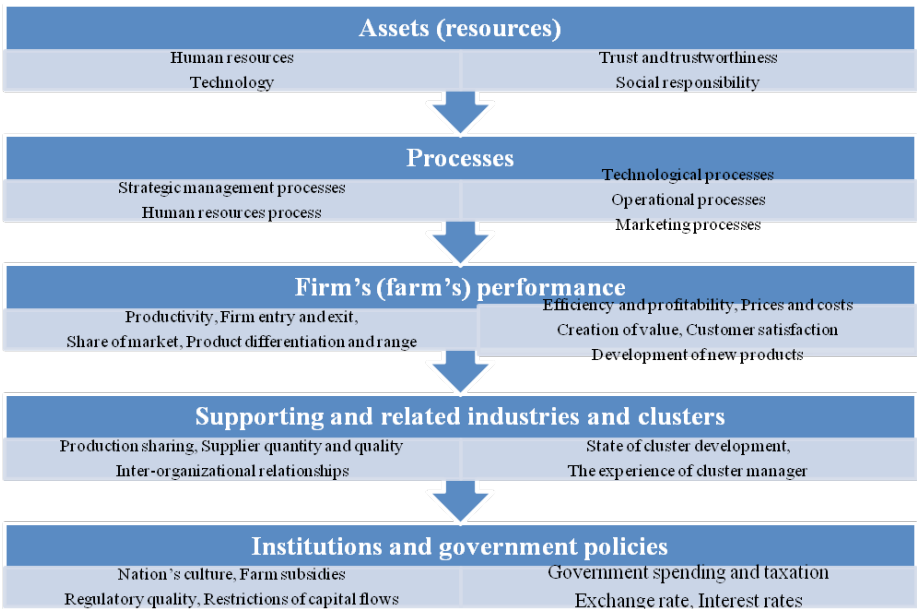 Assets (resources)
Human resources
Technology
Trust and trustworthiness
Social responsibility
Processes
Strategic management processes
Human resources process
Technological processes
Operational processes
Marketing processes
Firm's (farm's) performance
Productivity, Firm entry and exit,
Share of market, Product differentiation and range
Efficiency and profitability, Prices and costs
Creation of value, Customer satisfaction
Development of new products
Supporting and related industries and clusters
Production sharing, Supplier quantity and quality
Inter-organizational relationships
State of cluster development,
The experience of cluster manager
Institutions and government policies
Nation's culture, Farm subsidies
Regulatory quality, Restrictions of capital flows
Government spending and taxation
Exchange rate, Interest rates